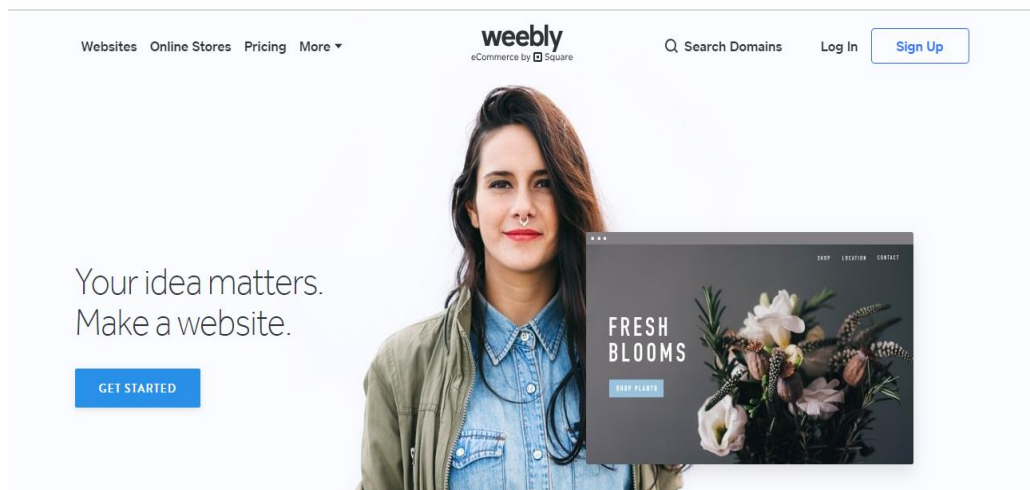 Websites Online Stores Pricing More
weebly
eCommerce by Square
Search Domains
Log In
Sign Up
Your idea matters.
Make a website.
GET STARTED
SHOP LOCATION CONTACT
FRESH
BLOOMS
SHOP PLANTS